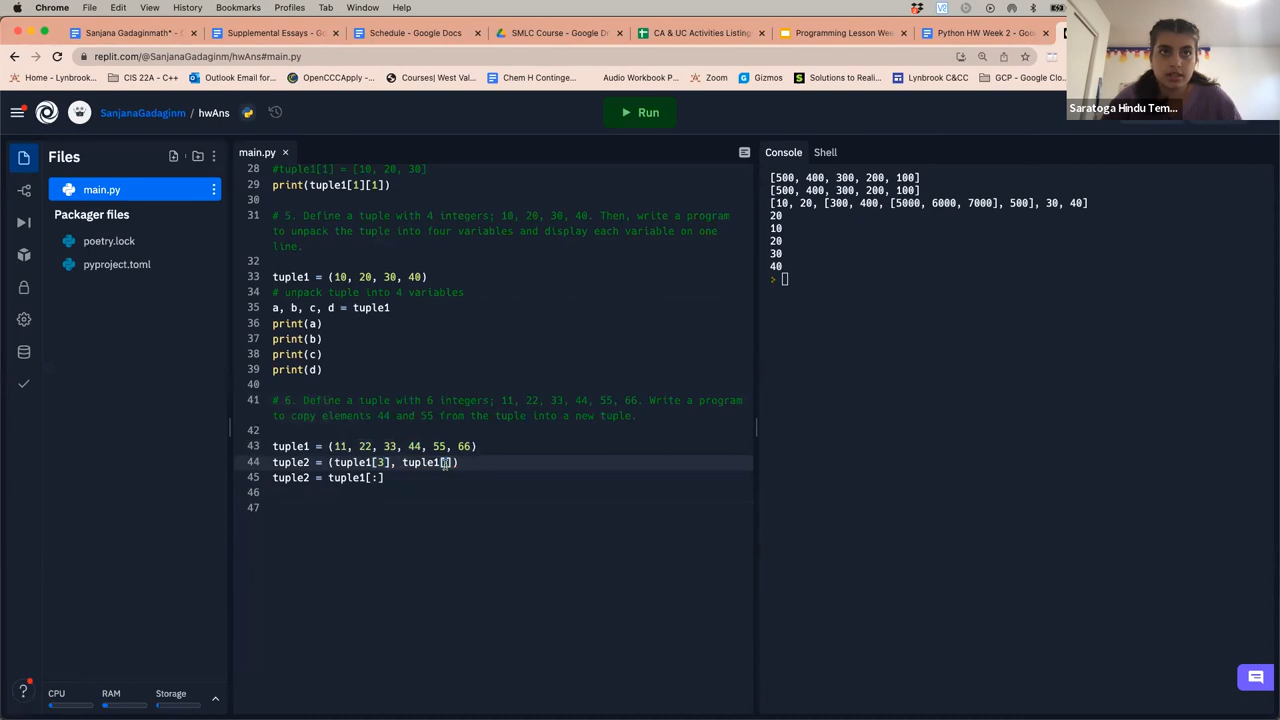 Chrome File Edit View History Bookmarks Profiles Tab Window Help
Sanjana Gadaginmath* - G
Supplemental Essays - Go
Schedule - Google Docs
SMLC Course - Google Dr
CA & UC Activities Listing
Programming Lesson Week
Python HW Week 2 - Goo
replit.com/@SanjanaGadaginm/hwAns#main.py
Home - Lynbrook... CIS 22A - C++ Outlook Email for... OpenCCCApply... Course| West Val... Chem H Continge... Audio Workbook P... Zoom Gizmos Solutions to Reali... Lynbrook C&CC GCP - Google Clo...
Saratoga Hindu Tem...
SanjanaGadaginm / hwAns
Run
Files
main.py
Packager files
poetry.lock
pyproject.toml
main.py
28 #tuple1[1] = [10, 20, 30]
29 print(tuple1[1][1])
30
31 # 5. Define a tuple with 4 integers; 10, 20, 30, 40. Then, write a program
to unpack the tuple into four variables and display each variable on one
line.
32
33 tuple1 = (10, 20, 30, 40)
34 # unpack tuple into 4 variables
35 a, b, c, d = tuple1
36 print(a)
37 print(b)
38 print(c)
39 print(d)
40
41 # 6. Define a tuple with 6 integers; 11, 22, 33, 44, 55, 66. Write a program
to copy elements 44 and 55 from the tuple into a new tuple.
42
43 tuple1 = (11, 22, 33, 44, 55, 66)
44 tuple2 = (tuple1[3], tuple1[])
45 tuple2 = tuple1[:]
46
47
Console Shell
[500, 400, 300, 200, 100]
[500, 400, 300, 200, 100]
[10, 20, [300, 400, [5000, 6000, 7000], 500], 30, 40]
20
10
20
30
40
>
CPU RAM Storage